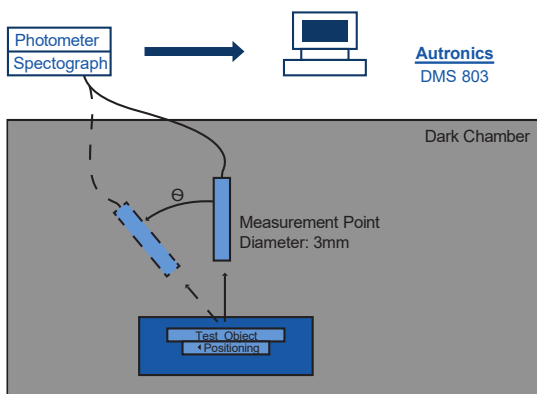 Photometer
Spectograph
Autronics
DMS 803
Dark Chamber
Θ
Measurement Point
Diameter: 3mm
Test Object
Positioning